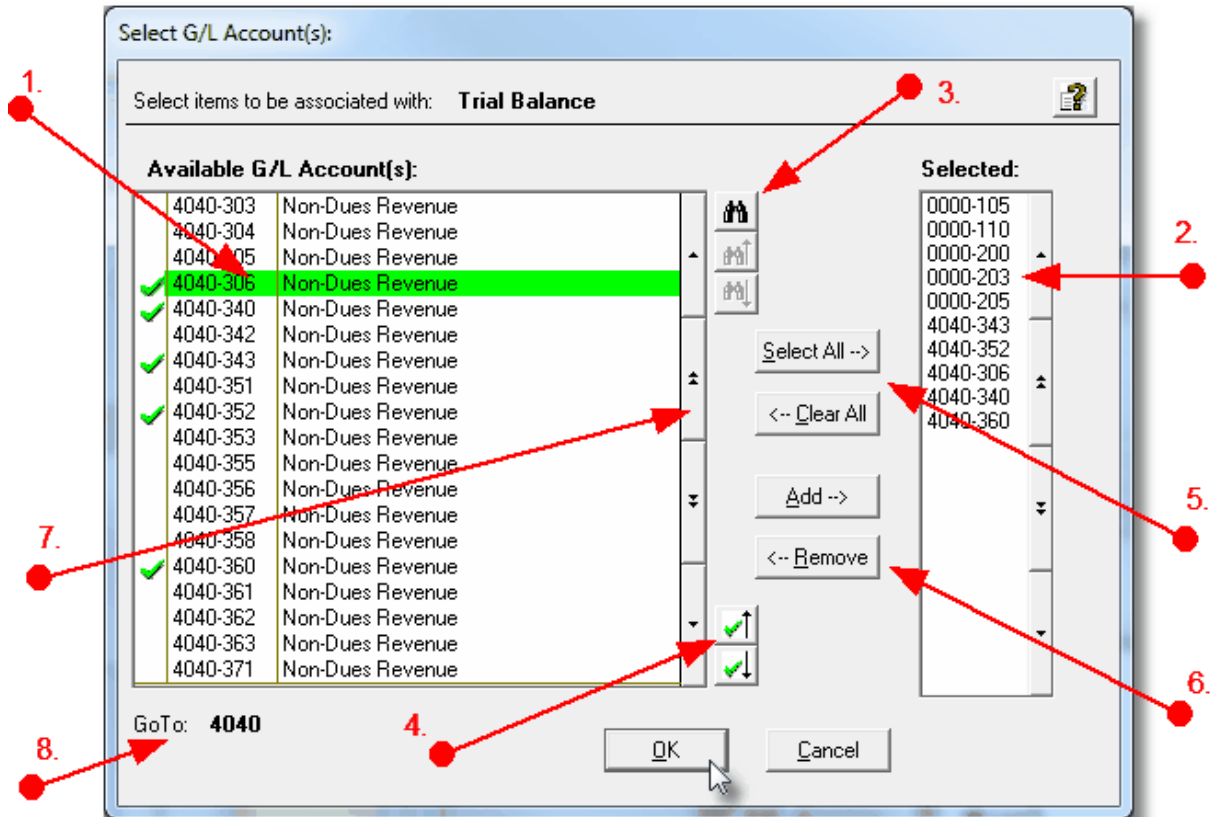 Select G/L Account(s):
1.
Select items to be associated with: Trial Balance
3.
Available G/L Account(s):
Selected:
4040-303 Non-Dues Revenue
4040-304 Non-Dues Revenue
4040-305 Non-Dues Revenue
4040-306 Non-Dues Revenue
4040-340 Non-Dues Revenue
4040-342 Non-Dues Revenue
4040-343 Non-Dues Revenue
4040-351 Non-Dues Revenue
4040-352 Non-Dues Revenue
4040-353 Non-Dues Revenue
4040-355 Non-Dues Revenue
4040-356 Non-Dues Revenue
4040-357 Non-Dues Revenue
4040-358 Non-Dues Revenue
4040-360 Non-Dues Revenue
4040-361 Non-Dues Revenue
4040-362 Non-Dues Revenue
4040-363 Non-Dues Revenue
4040-371 Non-Dues Revenue
Select All -->
<-- Clear All
Add -->
<-- Remove
0000-105
0000-110
0000-200
0000-203
0000-205
4040-343
4040-352
4040-306
4040-340
4040-360
2.
5.
7.
6.
GoTo: 4040
4.
8.
OK
Cancel